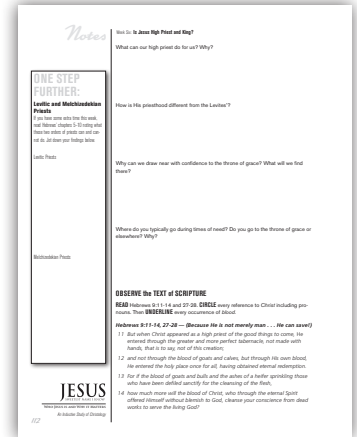 Notes
Week Six: Is Jesus High Priest and King?
What can our high priest do for us? Why?
ONE STEP
FURTHER:
Levitic and Melchizedekian
Priests
If you have some extra time this week,
read Hebrews' chapters 5-10 noting what
these two orders of priests can and can-
not do. Jot down your findings below.
Levitic Priests
Melchizedekian Priests
How is His priesthood different from the Levites'?
Why can we draw near with confidence to the throne of grace? What will we find
there?
Where do you typically go during times of need? Do you go to the throne of grace or
elsewhere? Why?
OBSERVE the TEXT of SCRIPTURE
READ Hebrews 9:11-14 and 27-28. CIRCLE every reference to Christ including pro-
nouns. Then UNDERLINE every occurrence of blood.
Hebrews 9:11-14, 27-28 — (Because He is not merely man . . . He can save!)
11 But when Christ appeared as a high priest of the good things to come, He
entered through the greater and more perfect tabernacle, not made with
hands, that is to say, not of this creation;
12 and not through the blood of goats and calves, but through His own blood,
He entered the holy place once for all, having obtained eternal redemption.
13 For if the blood of goats and bulls and the ashes of a heifer sprinkling those
who have been defiled sanctify for the cleansing of the flesh,
14 how much more will the blood of Christ, who through the eternal Spirit
offered Himself without blemish to God, cleanse your conscience from dead
works to serve the living God?
JESUS
WHO JESUS IS AND WHY IT MATTERS
An Inductive Study of Christology
112